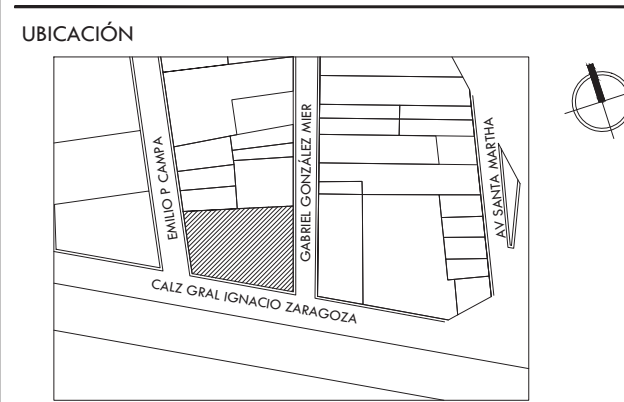 UBICACIÓN
EMILIO P CAMPA
GABRIEL GONZÁLEZ MIER
AV SANTA MARTHA
CALZ GRAL IGNACIO ZARAGOZA